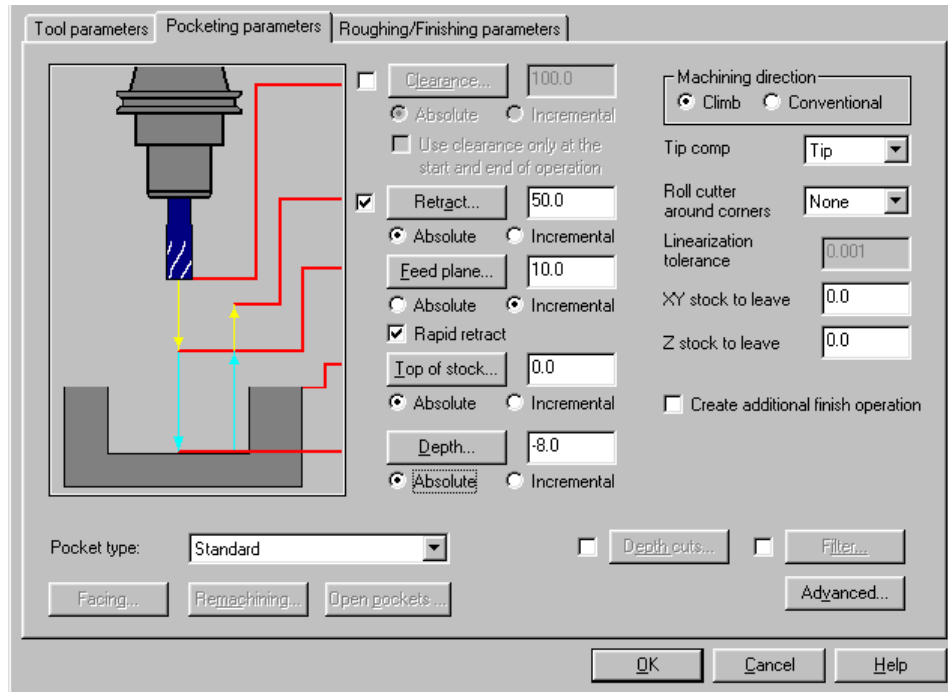 Tool parameters
Pocketing parameters
Roughing/Finishing parameters
Clearance...
100.0
Absolute
Incremental
Use clearance only at the
start and end of operation
Retract...
50.0
Absolute
Incremental
Feed plane...
10.0
Absolute
Incremental
Rapid retract
Top of stock...
0.0
Absolute
Incremental
Depth...
-8.0
Absolute
Incremental
Machining direction
Climb
Conventional
Tip comp
Tip
Roll cutter
around corners
None
Linearization
tolerance
0.001
XY stock to leave
0.0
Z stock to leave
0.0
Create additional finish operation
Pocket type:
Standard
Depth cuts...
Filter...
Facing...
Remachining...
Open pockets ...
Advanced...
OK
Cancel
Help